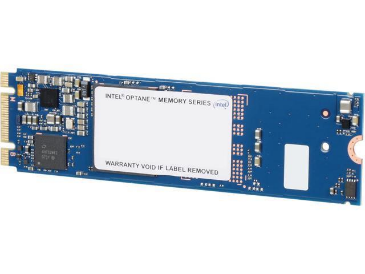 INTEL® OPTANE™ MEMORY SERIES
intel
WARRANTY VOID IF LABEL REMOVED